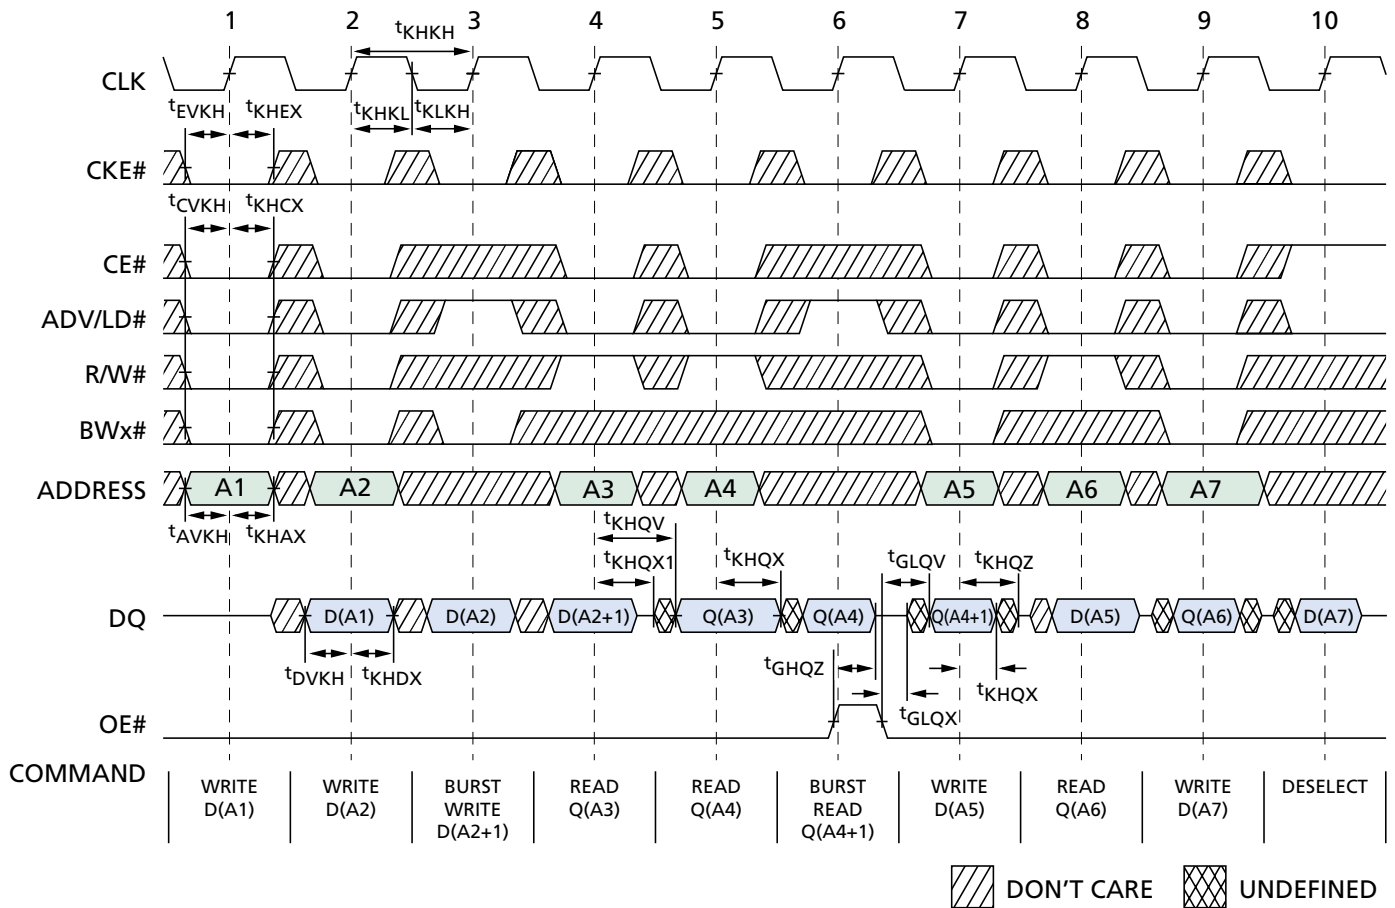 1 2 3 4 5 6 7 8 9 10
tKHKH
CLK
tEVKH tKHEX tKHKL tKLKH
CKE#
tCVKH tKHCX
CE#
ADV/LD#
R/W#
BWx#
ADDRESS A1 A2 A3 A4 A5 A6 A7
tAVKH tKHAX tKHQV
tKHQX1 tKHQX tGLQV tKHQZ
DQ D(A1) D(A2) D(A2+1) Q(A3) Q(A4) Q(A4+1) D(A5) Q(A6) D(A7)
tDVKH tKHDX tGHQZ tKHQX
tGLQX
OE#
COMMAND
WRITE WRITE BURST READ READ BURST WRITE READ WRITE DESELECT
D(A1) D(A2) WRITE Q(A3) Q(A4) READ D(A5) Q(A6) D(A7)
D(A2+1) Q(A4+1)
DON'T CARE UNDEFINED